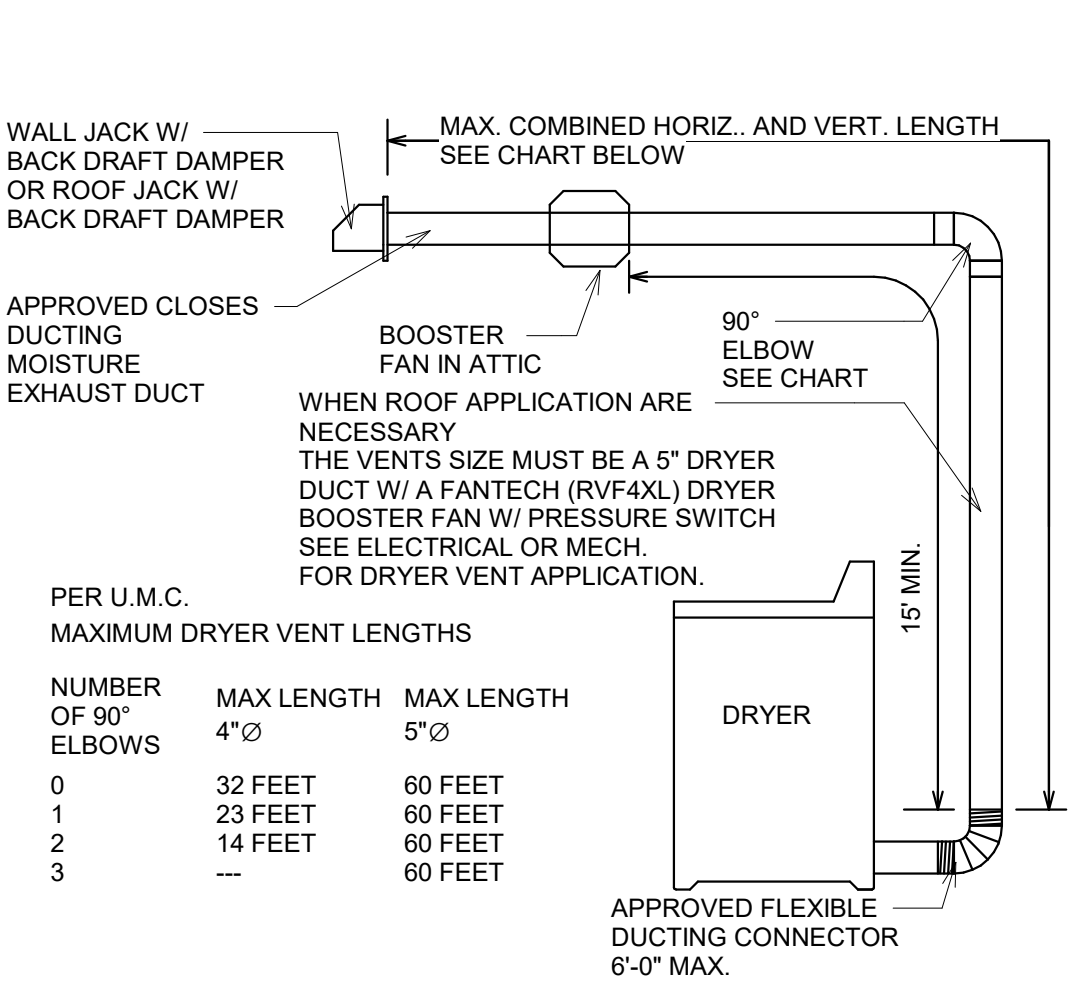 WALL JACK W/
BACK DRAFT DAMPER
OR ROOF JACK W/
BACK DRAFT DAMPER
MAX. COMBINED HORIZ.. AND VERT. LENGTH
SEE CHART BELOW
APPROVED CLOSES
DUCTING
MOISTURE
EXHAUST DUCT
BOOSTER
FAN IN ATTIC
90°
ELBOW
SEE CHART
WHEN ROOF APPLICATION ARE
NECESSARY
THE VENTS SIZE MUST BE A 5" DRYER
DUCT W/ A FANTECH (RVF4XL) DRYER
BOOSTER FAN W/ PRESSURE SWITCH
SEE ELECTRICAL OR MECH.
FOR DRYER VENT APPLICATION.
15' MIN.
DRYER
PER U.M.C.
MAXIMUM DRYER VENT LENGTHS
NUMBER
OF 90°
ELBOWS
MAX LENGTH
4"∅
MAX LENGTH
5"∅
0 32 FEET 60 FEET
1 23 FEET 60 FEET
2 14 FEET 60 FEET
3 --- 60 FEET
APPROVED FLEXIBLE
DUCTING CONNECTOR
6'-0" MAX.